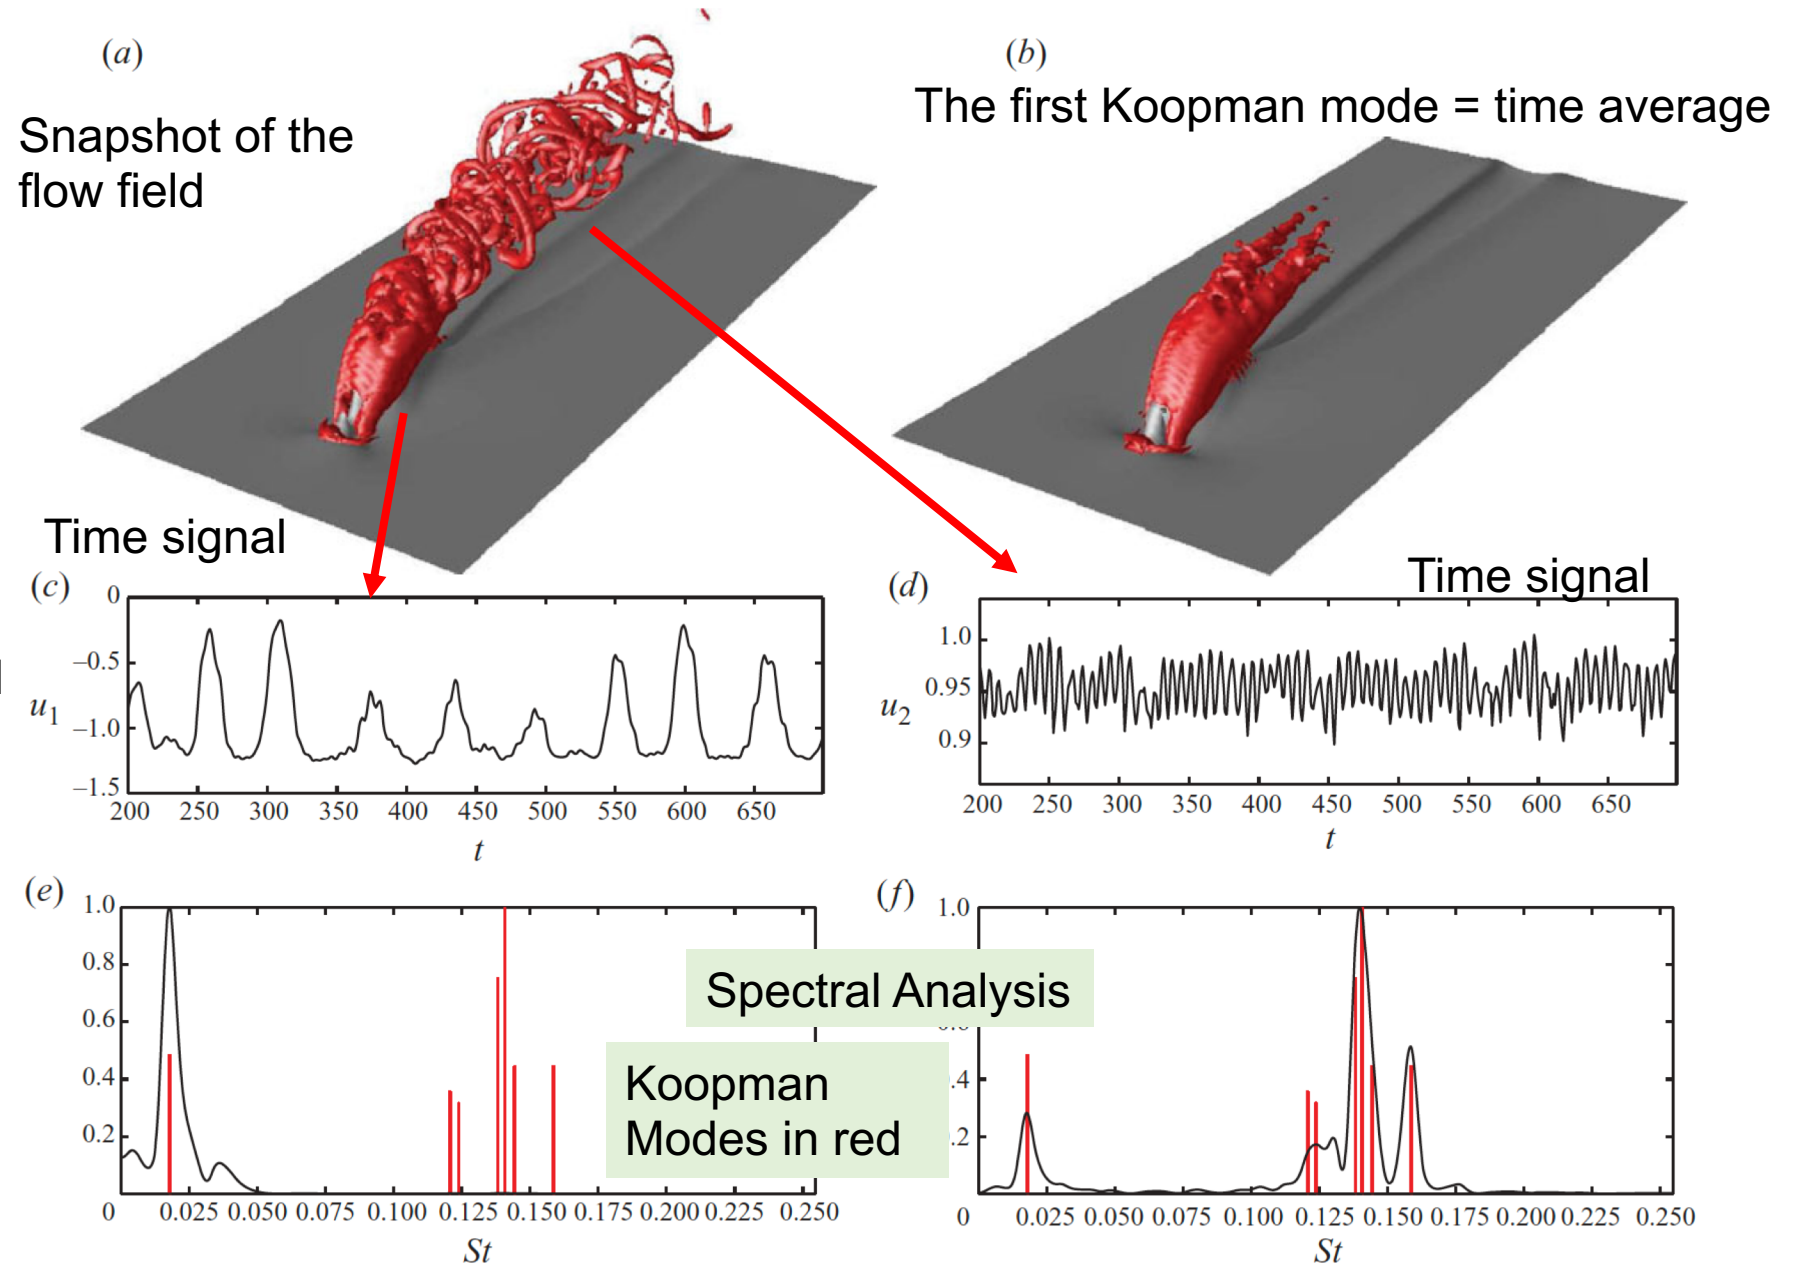 (a)
(b)
Snapshot of the
flow field
The first Koopman mode = time average
Time signal
Time signal
(c)
0
−0.5
u1
−1.0
−1.5
200 250 300 350 400 450 500 550 600 650
t
(d)
1.0
0.95
u2
0.9
200 250 300 350 400 450 500 550 600 650
t
(e)
1.0
0.8
0.6
0.4
0.2
0 0.025 0.050 0.075 0.100 0.125 0.150 0.175 0.200 0.225 0.250
St
Spectral Analysis
Koopman
Modes in red
(f)
1.0
.4
.2
0 0.025 0.050 0.075 0.100 0.125 0.150 0.175 0.200 0.225 0.250
St